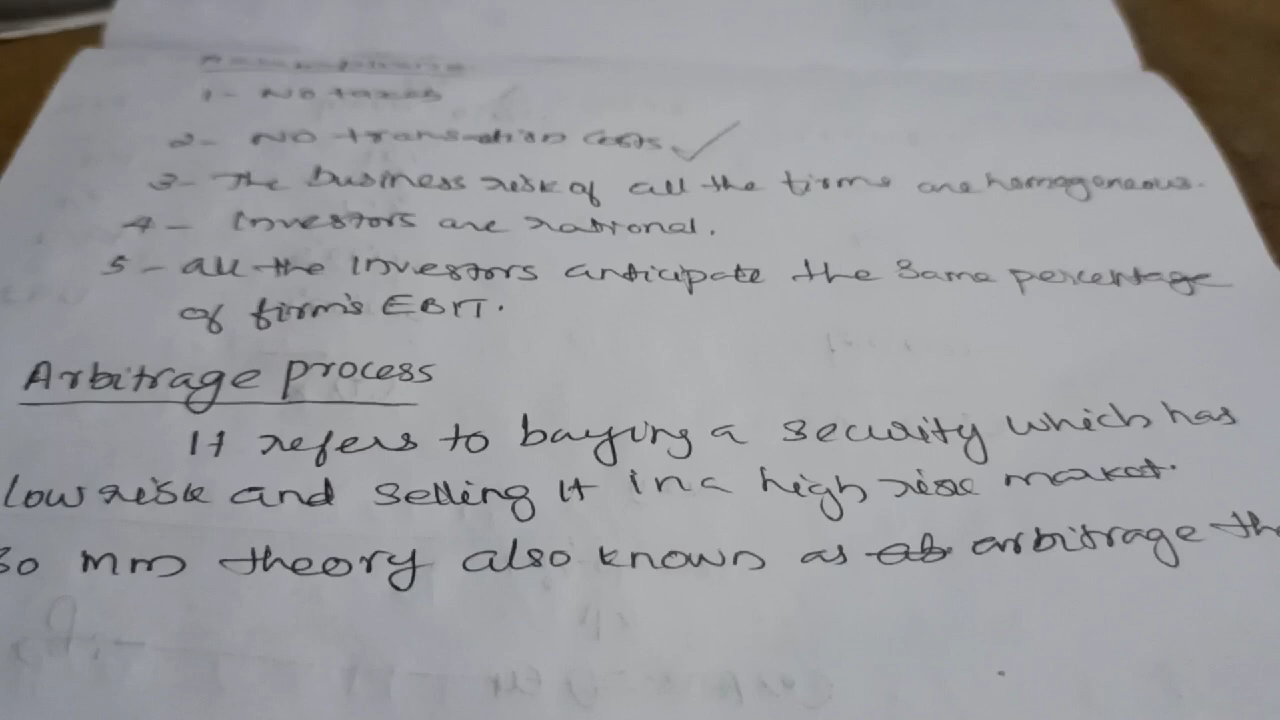 Assumptions
1- No taxes
2- No transaction costs ✓
3- The business risk of all the firms are homogeneous.
4- Investors are rational.
5- all the investors anticipate the same percentage
of firm's EBIT.
Arbitrage process
It refers to buying a security which has
low risk and selling it in a high risk market.
So MM theory also known as arbitrage th